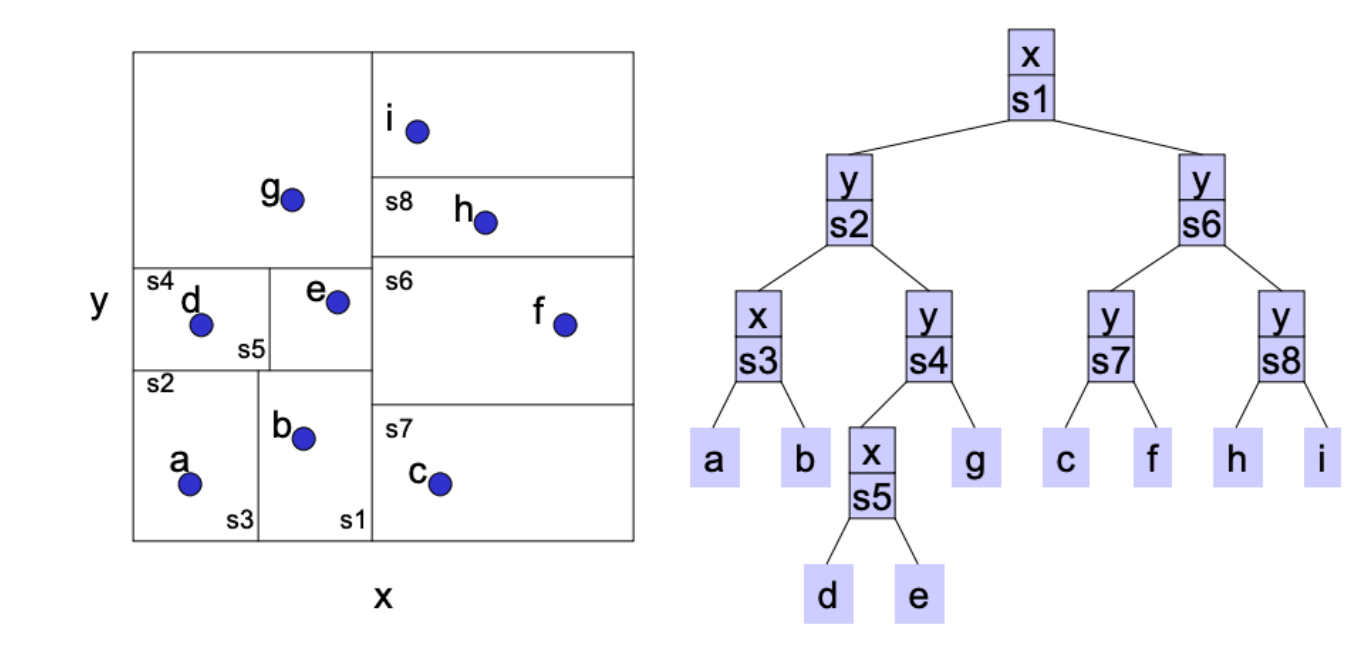 i
g
s8 h
s4 s6
d e
y f
s5
s2
b s7
a c
s3 s1
x
x
s1
y y
s2 s6
x y y y
s3 s4 s7 s8
a b x g c f h i
s5
d e